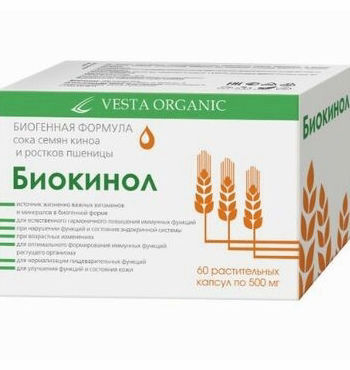 VESTA ORGANIC
БИОГЕННАЯ ФОРМУЛА
сока семян киноа
и ростков пшеницы
Биокинол
источник жизненно важных витаминов
и минералов в биогенной форме
для естественного гармоничного повышения иммунных функций
при нарушении функций и состояния эндокринной системы
при возрастных изменениях
для оптимального формирования иммунных функций
растущего организма
для нормализации пищеварительных функций
для улучшения функций и состояния кожи
60 растительных
капсул по 500 мг
Биокинол